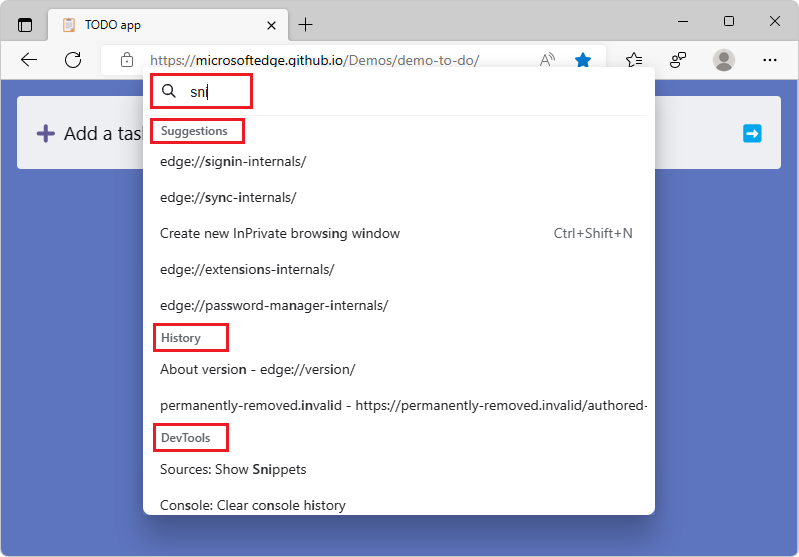 TODO app
https://microsoftedge.github.io/Demos/demo-to-do/
sni
Add a tas
Suggestions
edge://signin-internals/
edge://sync-internals/
Create new InPrivate browsing window Ctrl+Shift+N
edge://extensions-internals/
edge://password-manager-internals/
History
About version - edge://version/
permanently-removed.invalid - https://permanently-removed.invalid/authored-
DevTools
Sources: Show Snippets
Console: Clear console history